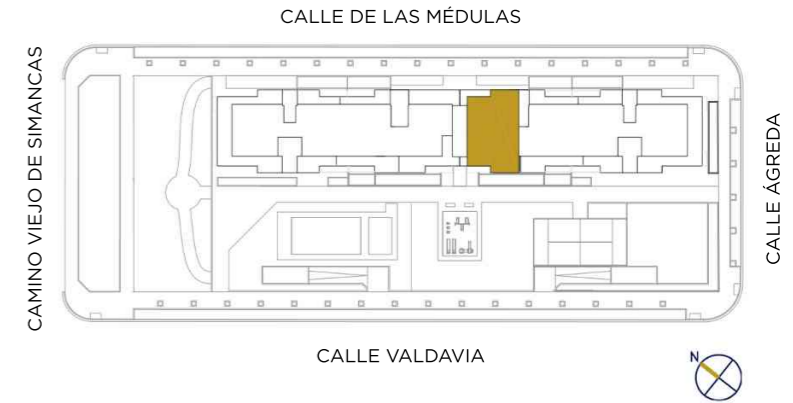 CALLE DE LAS MÉDULAS
CAMINO VIEJO DE SIMANCAS
CALLE ÁGREDA
CALLE VALDAVIA
N